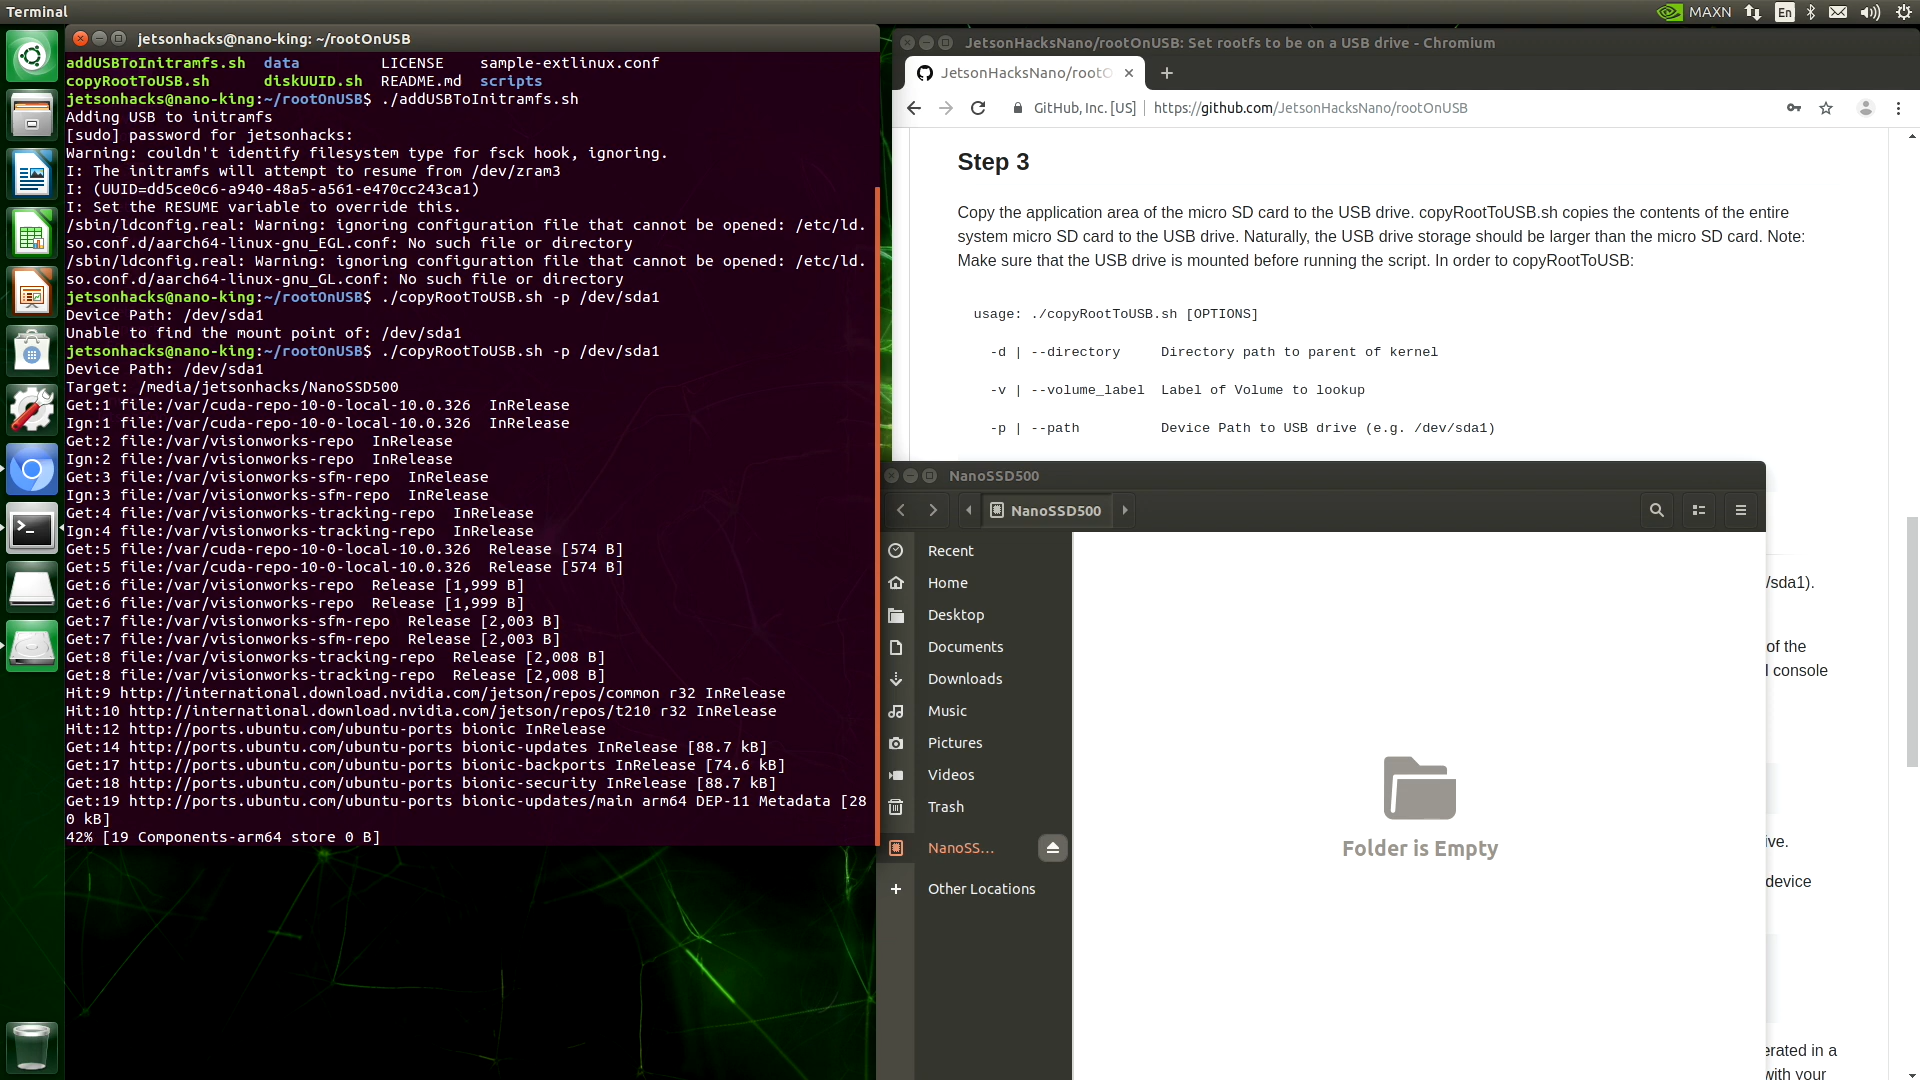 Terminal
MAXN
En
jetsonhacks@nano-king: ~/rootOnUSB
addUSBToInitramfs.sh  data         LICENSE    sample-extlinux.conf
copyRootToUSB.sh      diskUUID.sh  README.md  scripts
jetsonhacks@nano-king:~/rootOnUSB$ ./addUSBToInitramfs.sh
Adding USB to initramfs
[sudo] password for jetsonhacks:
Warning: couldn't identify filesystem type for fsck hook, ignoring.
I: The initramfs will attempt to resume from /dev/zram3
I: (UUID=dd5ce0c6-a940-48a5-a561-e470cc243ca1)
I: Set the RESUME variable to override this.
/sbin/ldconfig.real: Warning: ignoring configuration file that cannot be opened: /etc/ld.
so.conf.d/aarch64-linux-gnu_EGL.conf: No such file or directory
/sbin/ldconfig.real: Warning: ignoring configuration file that cannot be opened: /etc/ld.
so.conf.d/aarch64-linux-gnu_GL.conf: No such file or directory
jetsonhacks@nano-king:~/rootOnUSB$ ./copyRootToUSB.sh -p /dev/sda1
Device Path: /dev/sda1
Unable to find the mount point of: /dev/sda1
jetsonhacks@nano-king:~/rootOnUSB$ ./copyRootToUSB.sh -p /dev/sda1
Device Path: /dev/sda1
Target: /media/jetsonhacks/NanoSSD500
Get:1 file:/var/cuda-repo-10-0-local-10.0.326  InRelease
Ign:1 file:/var/cuda-repo-10-0-local-10.0.326  InRelease
Get:2 file:/var/visionworks-repo  InRelease
Ign:2 file:/var/visionworks-repo  InRelease
Get:3 file:/var/visionworks-sfm-repo  InRelease
Ign:3 file:/var/visionworks-sfm-repo  InRelease
Get:4 file:/var/visionworks-tracking-repo  InRelease
Ign:4 file:/var/visionworks-tracking-repo  InRelease
Get:5 file:/var/cuda-repo-10-0-local-10.0.326  Release [574 B]
Get:5 file:/var/cuda-repo-10-0-local-10.0.326  Release [574 B]
Get:6 file:/var/visionworks-repo  Release [1,999 B]
Get:6 file:/var/visionworks-repo  Release [1,999 B]
Get:7 file:/var/visionworks-sfm-repo  Release [2,003 B]
Get:7 file:/var/visionworks-sfm-repo  Release [2,003 B]
Get:8 file:/var/visionworks-tracking-repo  Release [2,008 B]
Get:8 file:/var/visionworks-tracking-repo  Release [2,008 B]
Hit:9 http://international.download.nvidia.com/jetson/repos/common r32 InRelease
Hit:10 http://international.download.nvidia.com/jetson/repos/t210 r32 InRelease
Hit:12 http://ports.ubuntu.com/ubuntu-ports bionic InRelease
Get:14 http://ports.ubuntu.com/ubuntu-ports bionic-updates InRelease [88.7 kB]
Get:17 http://ports.ubuntu.com/ubuntu-ports bionic-backports InRelease [74.6 kB]
Get:18 http://ports.ubuntu.com/ubuntu-ports bionic-security InRelease [88.7 kB]
Get:19 http://ports.ubuntu.com/ubuntu-ports bionic-updates/main arm64 DEP-11 Metadata [28
0 kB]
42% [19 Components-arm64 store 0 B]
JetsonHacksNano/rootOnUSB: Set rootfs to be on a USB drive - Chromium
JetsonHacksNano/rootO
GitHub, Inc. [US] | https://github.com/JetsonHacksNano/rootOnUSB
Step 3
Copy the application area of the micro SD card to the USB drive. copyRootToUSB.sh copies the contents of the entire
system micro SD card to the USB drive. Naturally, the USB drive storage should be larger than the micro SD card. Note:
Make sure that the USB drive is mounted before running the script. In order to copyRootToUSB:
usage: ./copyRootToUSB.sh [OPTIONS]
-d | --directory     Directory path to parent of kernel
-v | --volume_label  Label of Volume to lookup
-p | --path          Device Path to USB drive (e.g. /dev/sda1)
NanoSSD500
NanoSSD500
Recent
Home
Desktop
Documents
Downloads
Music
Pictures
Videos
Trash
NanoSS...
Other Locations
Folder is Empty
/sda1).
of the
console
ive.
device
erated in a
with your